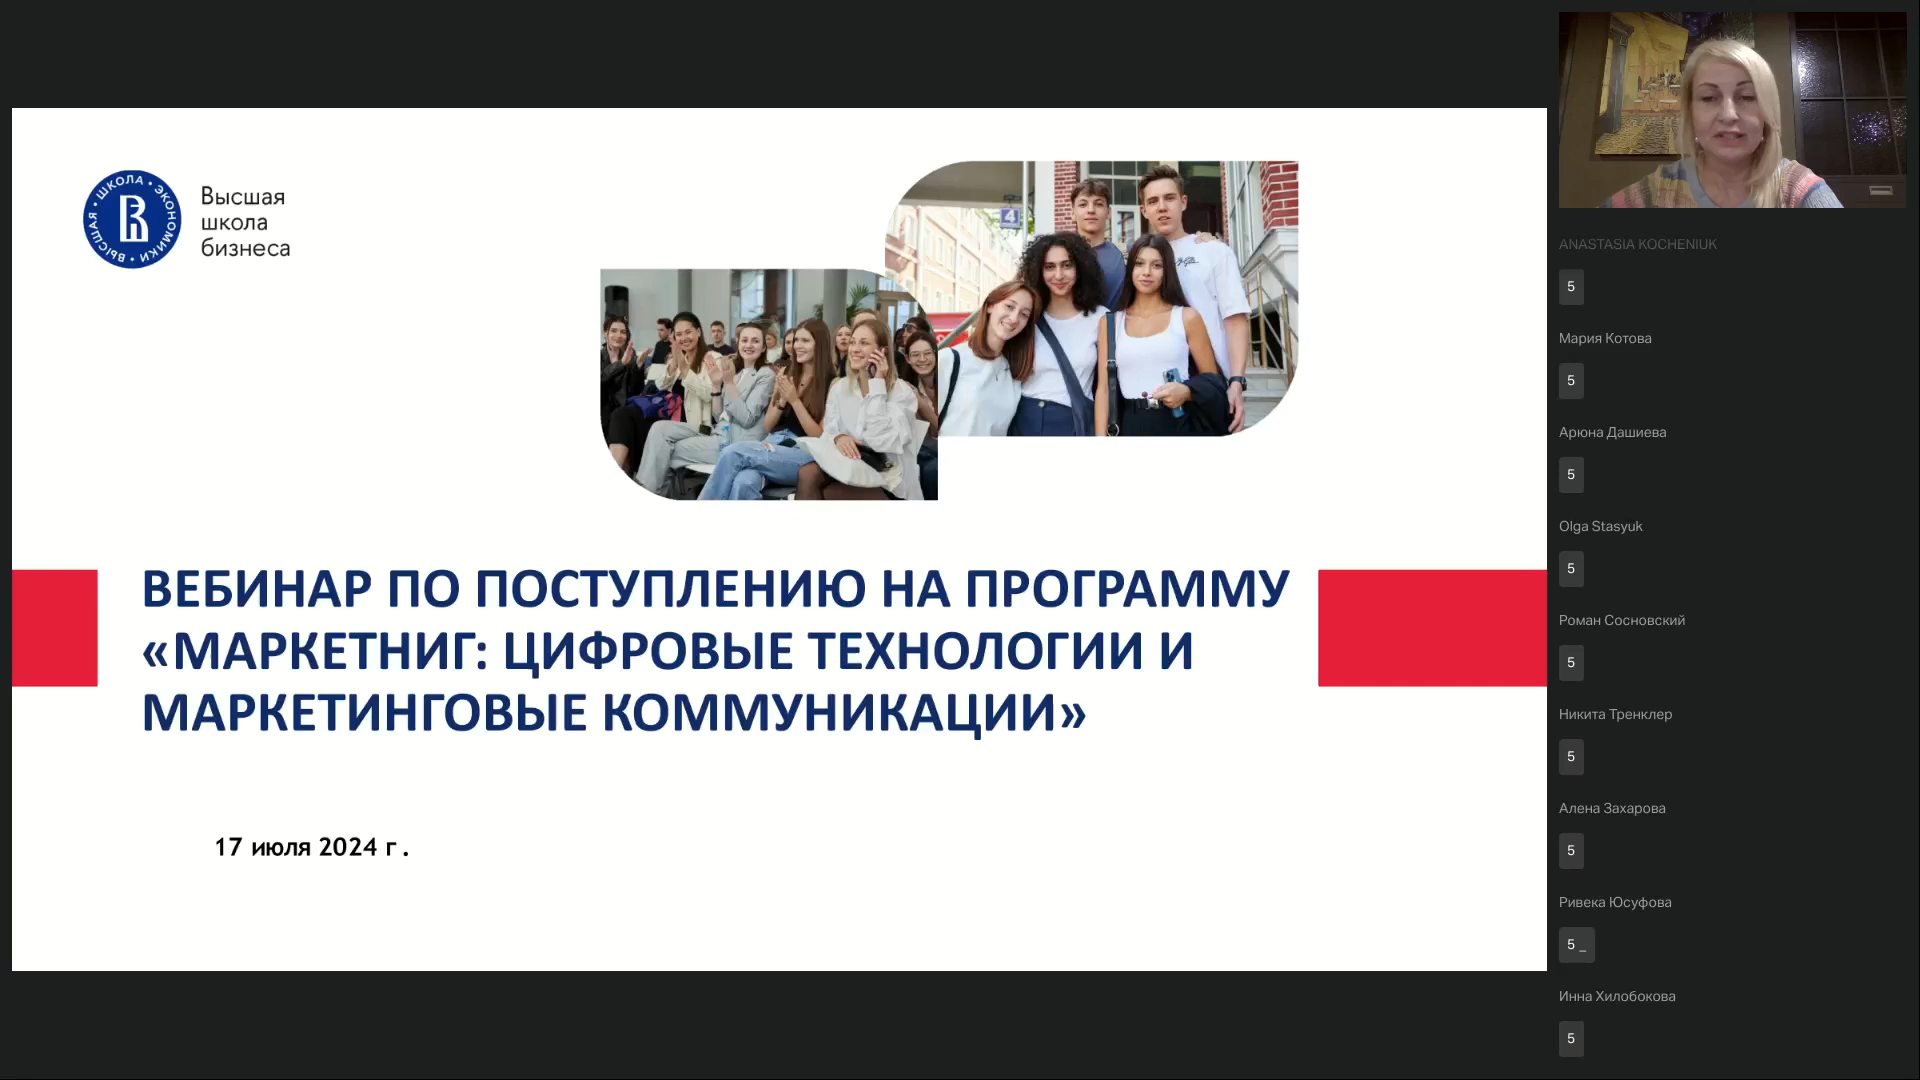 ВЫСШАЯ • ШКОЛА • ЭКОНОМИКИ •
Высшая
школа
бизнеса
4
ВЕБИНАР ПО ПОСТУПЛЕНИЮ НА ПРОГРАММУ
«МАРКЕТНИГ: ЦИФРОВЫЕ ТЕХНОЛОГИИ И
МАРКЕТИНГОВЫЕ КОММУНИКАЦИИ»
17 июля 2024 г .
ANASTASIA KOCHENIUK
5
Мария Котова
5
Арюна Дашиева
5
Olga Stasyuk
5
Роман Сосновский
5
Никита Тренклер
5
Алена Захарова
5
Ривека Юсуфова
5 _
Инна Хилобокова
5